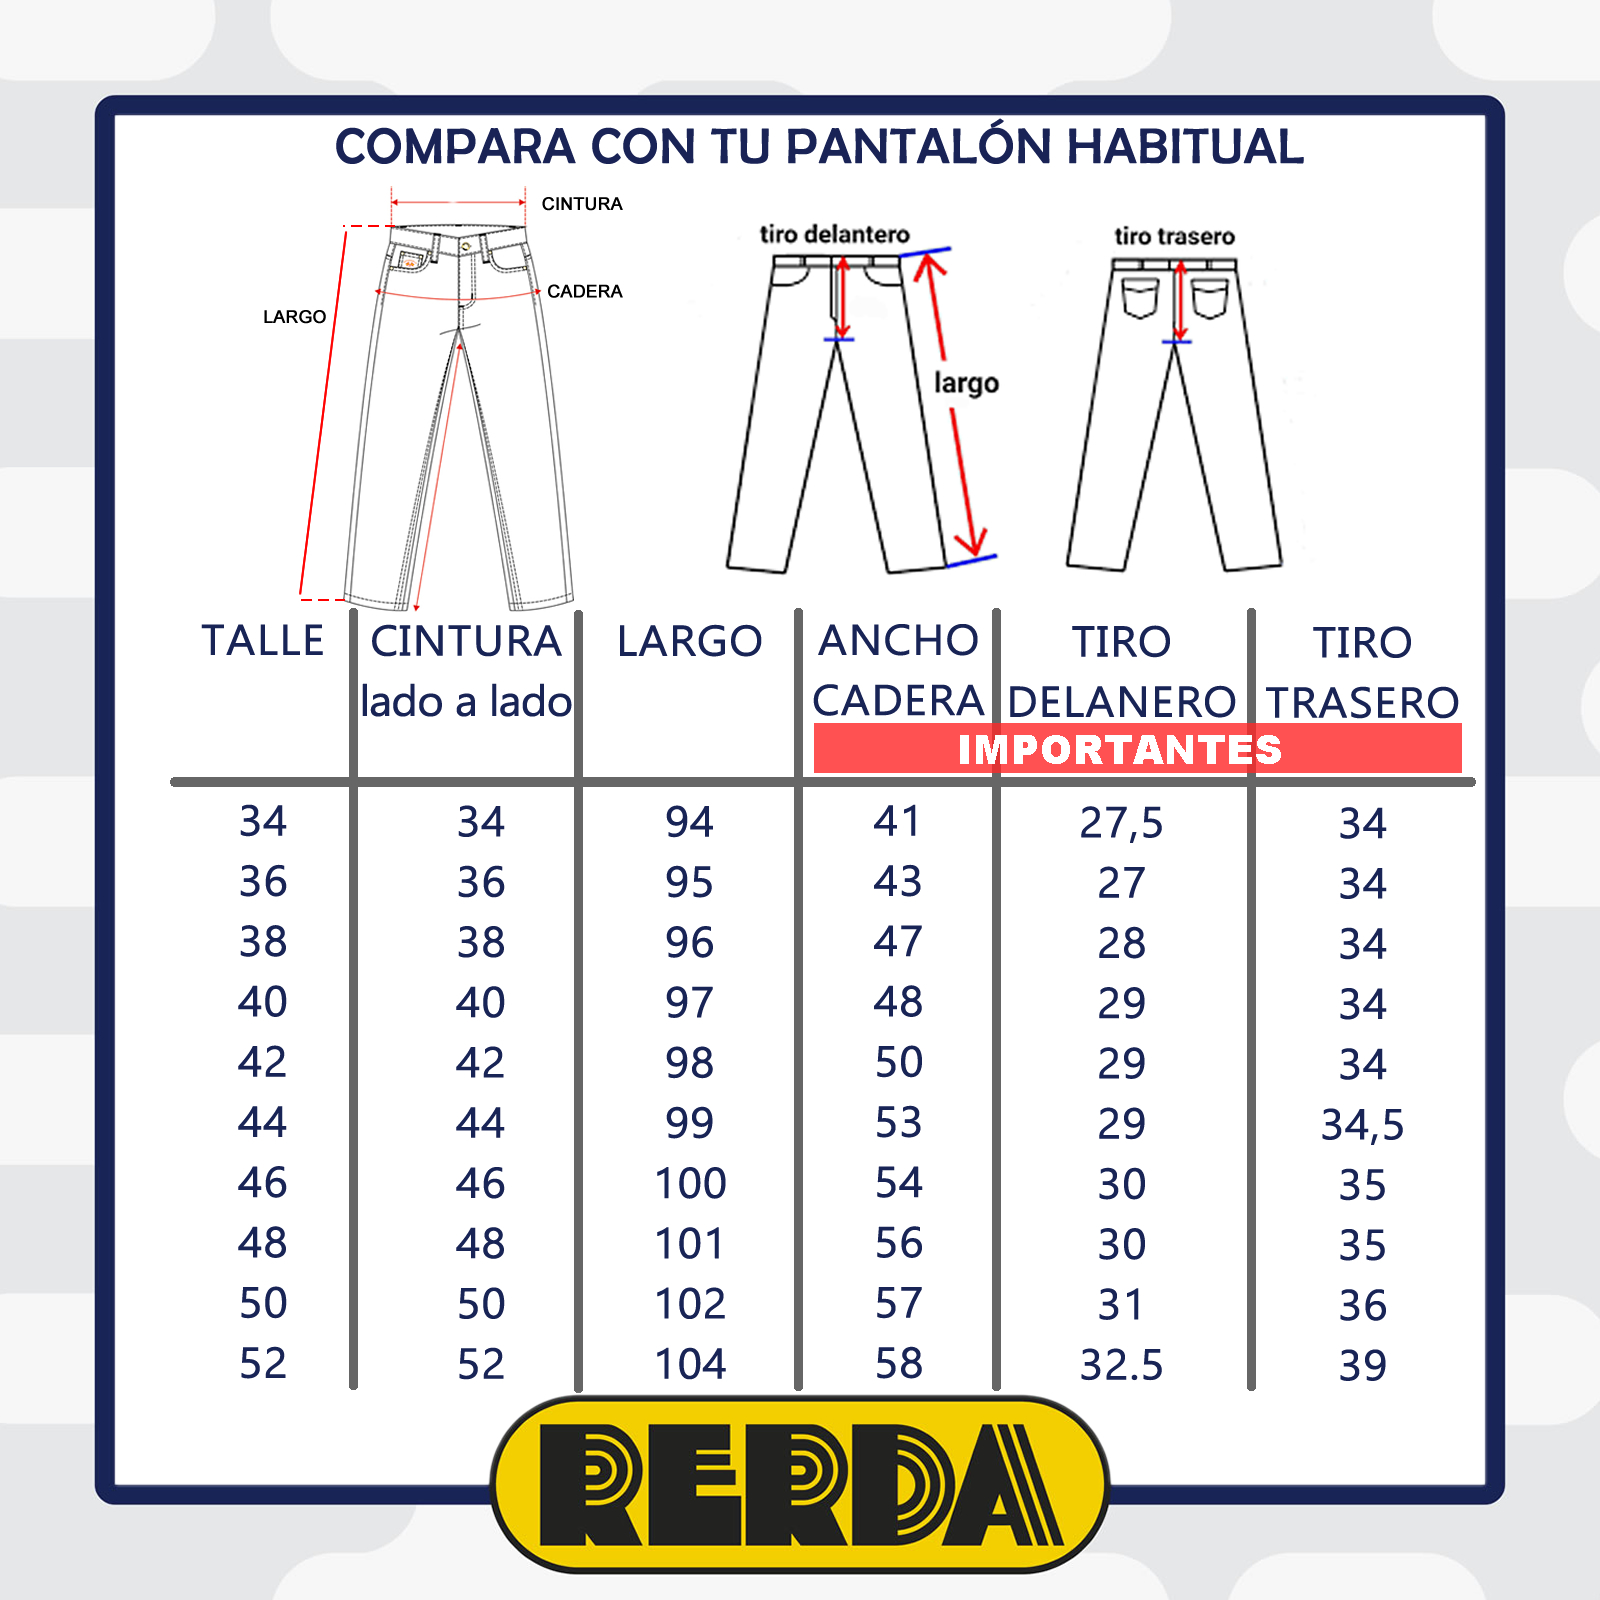 COMPARA CON TU PANTALÓN HABITUAL
CINTURA
CADERA
LARGO
tiro delantero
largo
tiro trasero
TALLE CINTURA LARGO ANCHO TIRO TIRO
lado a lado CADERA DELANERO TRASERO
IMPORTANTES
34 34 94 41 27,5 34
36 36 95 43 27 34
38 38 96 47 28 34
40 40 97 48 29 34
42 42 98 50 29 34
44 44 99 53 29 34,5
46 46 100 54 30 35
48 48 101 56 30 35
50 50 102 57 31 36
52 52 104 58 32.5 39
RERDA